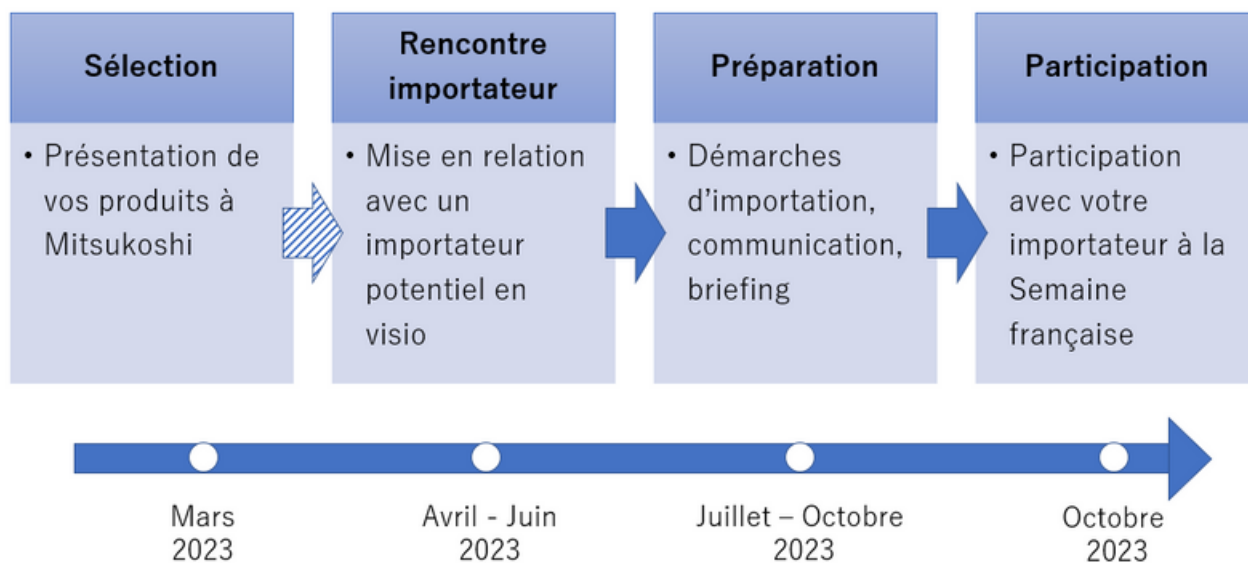 Sélection
• Présentation de
vos produits à
Mitsukoshi
Rencontre
importateur
• Mise en relation
avec un
importateur
potentiel en
visio
Préparation
• Démarches
d'importation,
communication,
briefing
Participation
• Participation
avec votre
importateur à la
Semaine
française
Mars
2023
Avril - Juin
2023
Juillet – Octobre
2023
Octobre
2023